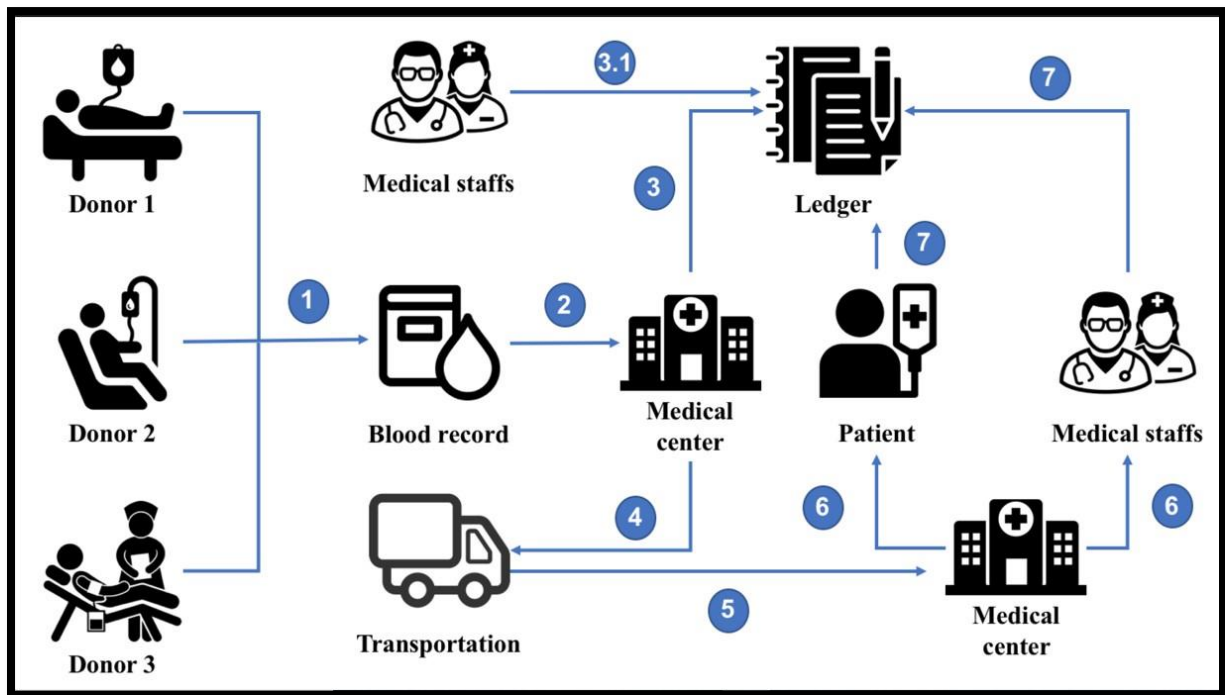 3.1
7
Donor 1
Medical staffs
3
Ledger
7
1
2
Donor 2
Blood record
Medical
center
Patient
Medical staffs
4
6
6
5
Donor 3
Transportation
Medical
center